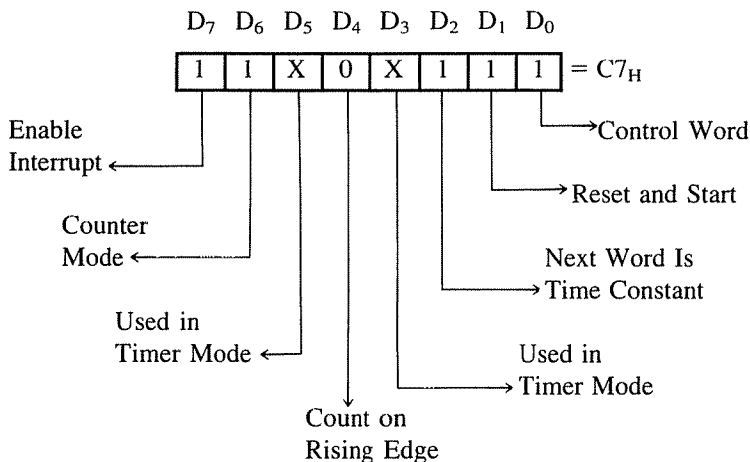 D₇ D₆ D₅ D₄ D₃ D₂ D₁ D₀
1 1 X 0 X 1 1 1 = C7H
Enable
Interrupt
Control Word
Reset and Start
Counter
Mode
Next Word Is
Time Constant
Used in
Timer Mode
Used in
Timer Mode
Count on
Rising Edge